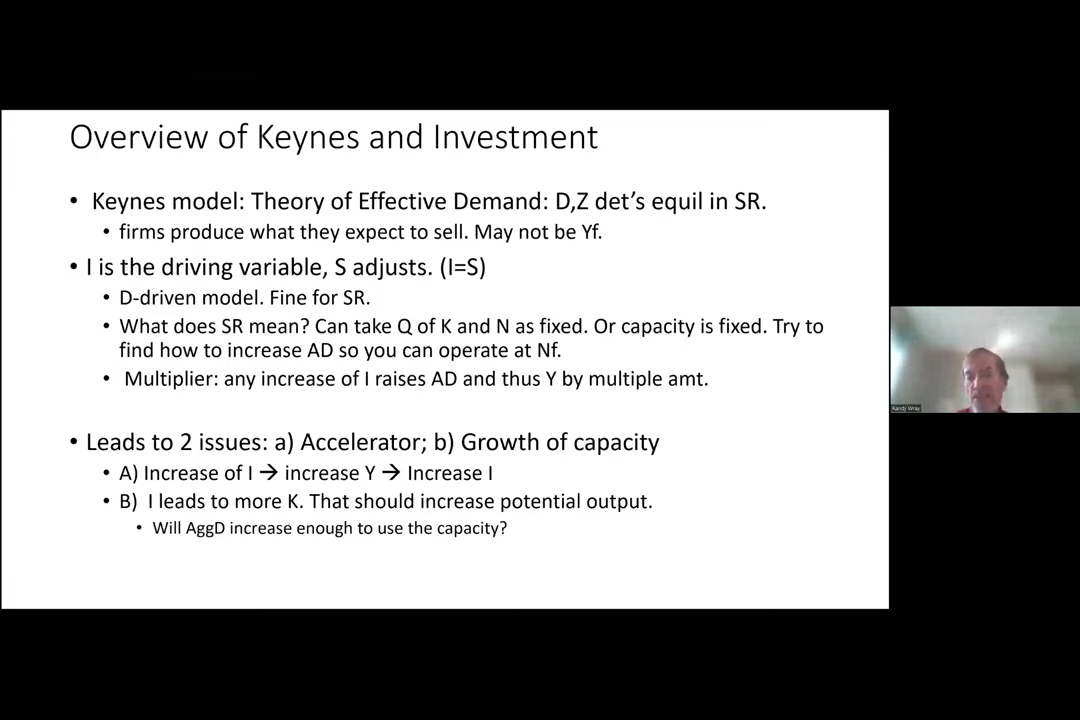 Overview of Keynes and Investment
• Keynes model: Theory of Effective Demand: D,Z det's equil in SR.
• firms produce what they expect to sell. May not be Yf.
• I is the driving variable, S adjusts. (I=S)
• D-driven model. Fine for SR.
• What does SR mean? Can take Q of K and N as fixed. Or capacity is fixed. Try to
find how to increase AD so you can operate at Nf.
• Multiplier: any increase of I raises AD and thus Y by multiple amt.
• Leads to 2 issues: a) Accelerator; b) Growth of capacity
• A) Increase of I → increase Y → Increase I
• B) I leads to more K. That should increase potential output.
• Will AggD increase enough to use the capacity?
Randy Wray